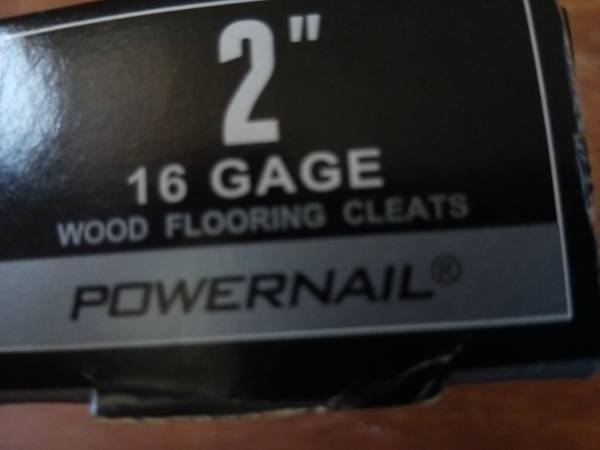 2"
16 GAGE
WOOD FLOORING CLEATS
POWERNAIL®